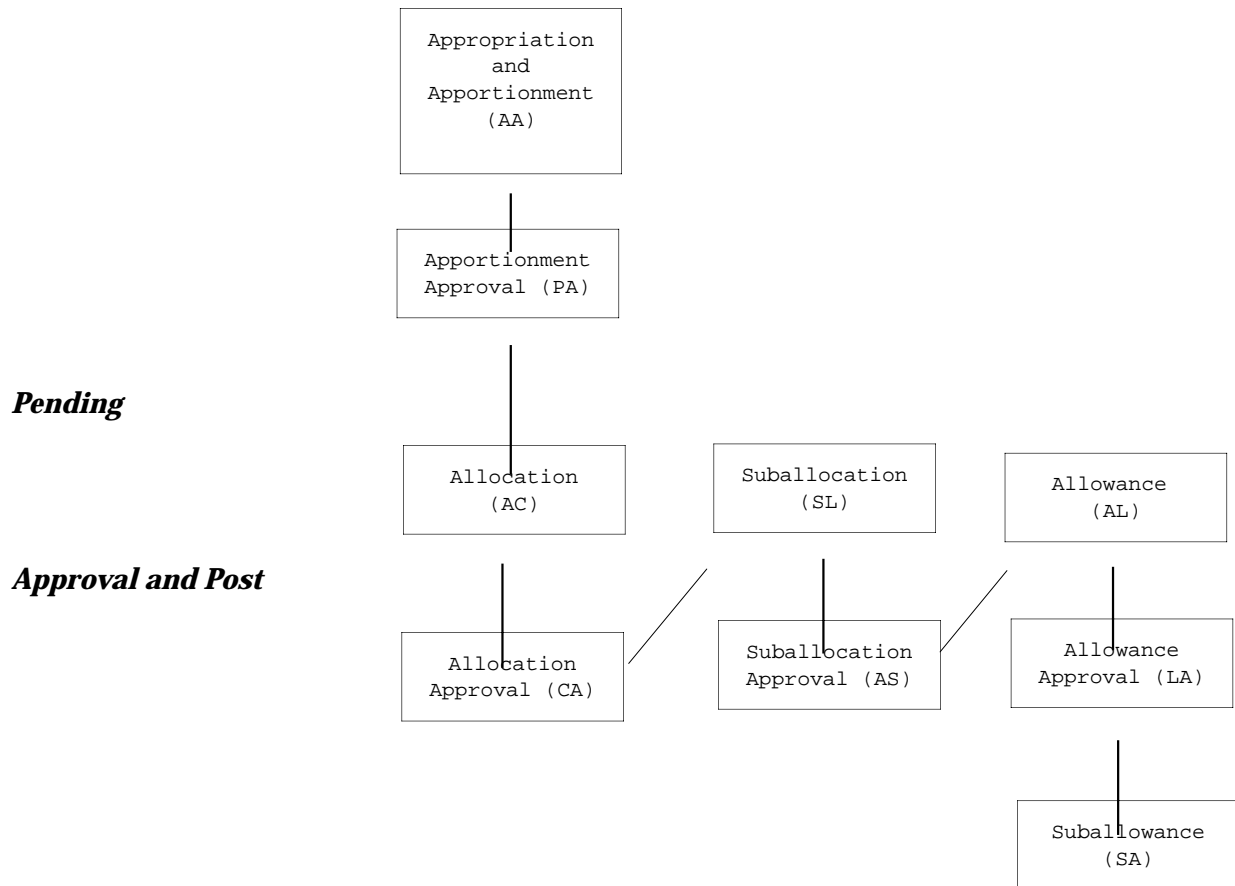 Appropriation
and
Apportionment
(AA)
Apportionment
Approval (PA)
Pending
Allocation
(AC)
Suballocation
(SL)
Allowance
(AL)
Approval and Post
Allocation
Approval (CA)
Suballocation
Approval (AS)
Allowance
Approval (LA)
Suballowance
(SA)